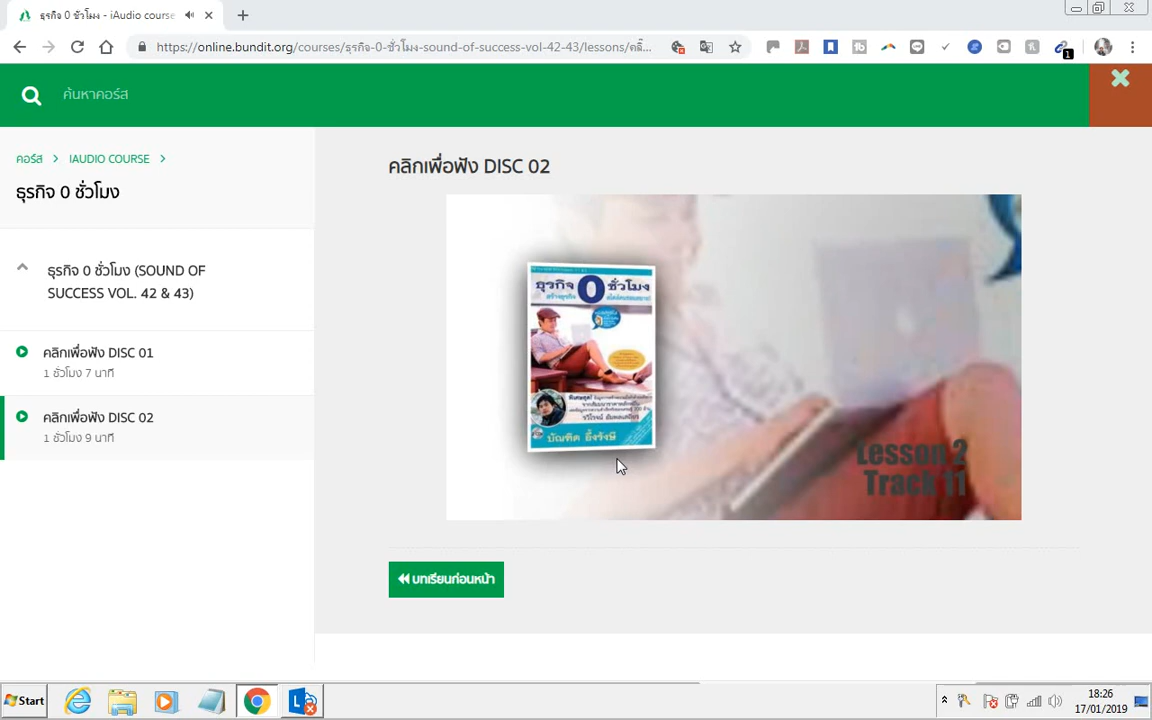 ธุรกิจ 0 ชั่วโมง - iAudio course
https://online.bundit.org/courses/ธุรกิจ-0-ชั่วโมง-sound-of-success-vol-42-43/lessons/คลิ๊...
1
ค้นหาคอร์ส
คอร์ส > IAUDIO COURSE >
ธุรกิจ 0 ชั่วโมง
ธุรกิจ 0 ชั่วโมง (SOUND OF
SUCCESS VOL. 42 & 43)
คลิกเพื่อฟัง DISC 01
1 ชั่วโมง 7 นาที
คลิกเพื่อฟัง DISC 02
1 ชั่วโมง 9 นาที
คลิกเพื่อฟัง DISC 02
ธุรกิจ 0 ชั่วโมง
บัณฑิต อึ้งรังษี
Lesson 2
Track 11
บทเรียนก่อนหน้า
Start
18:26
17/01/2019